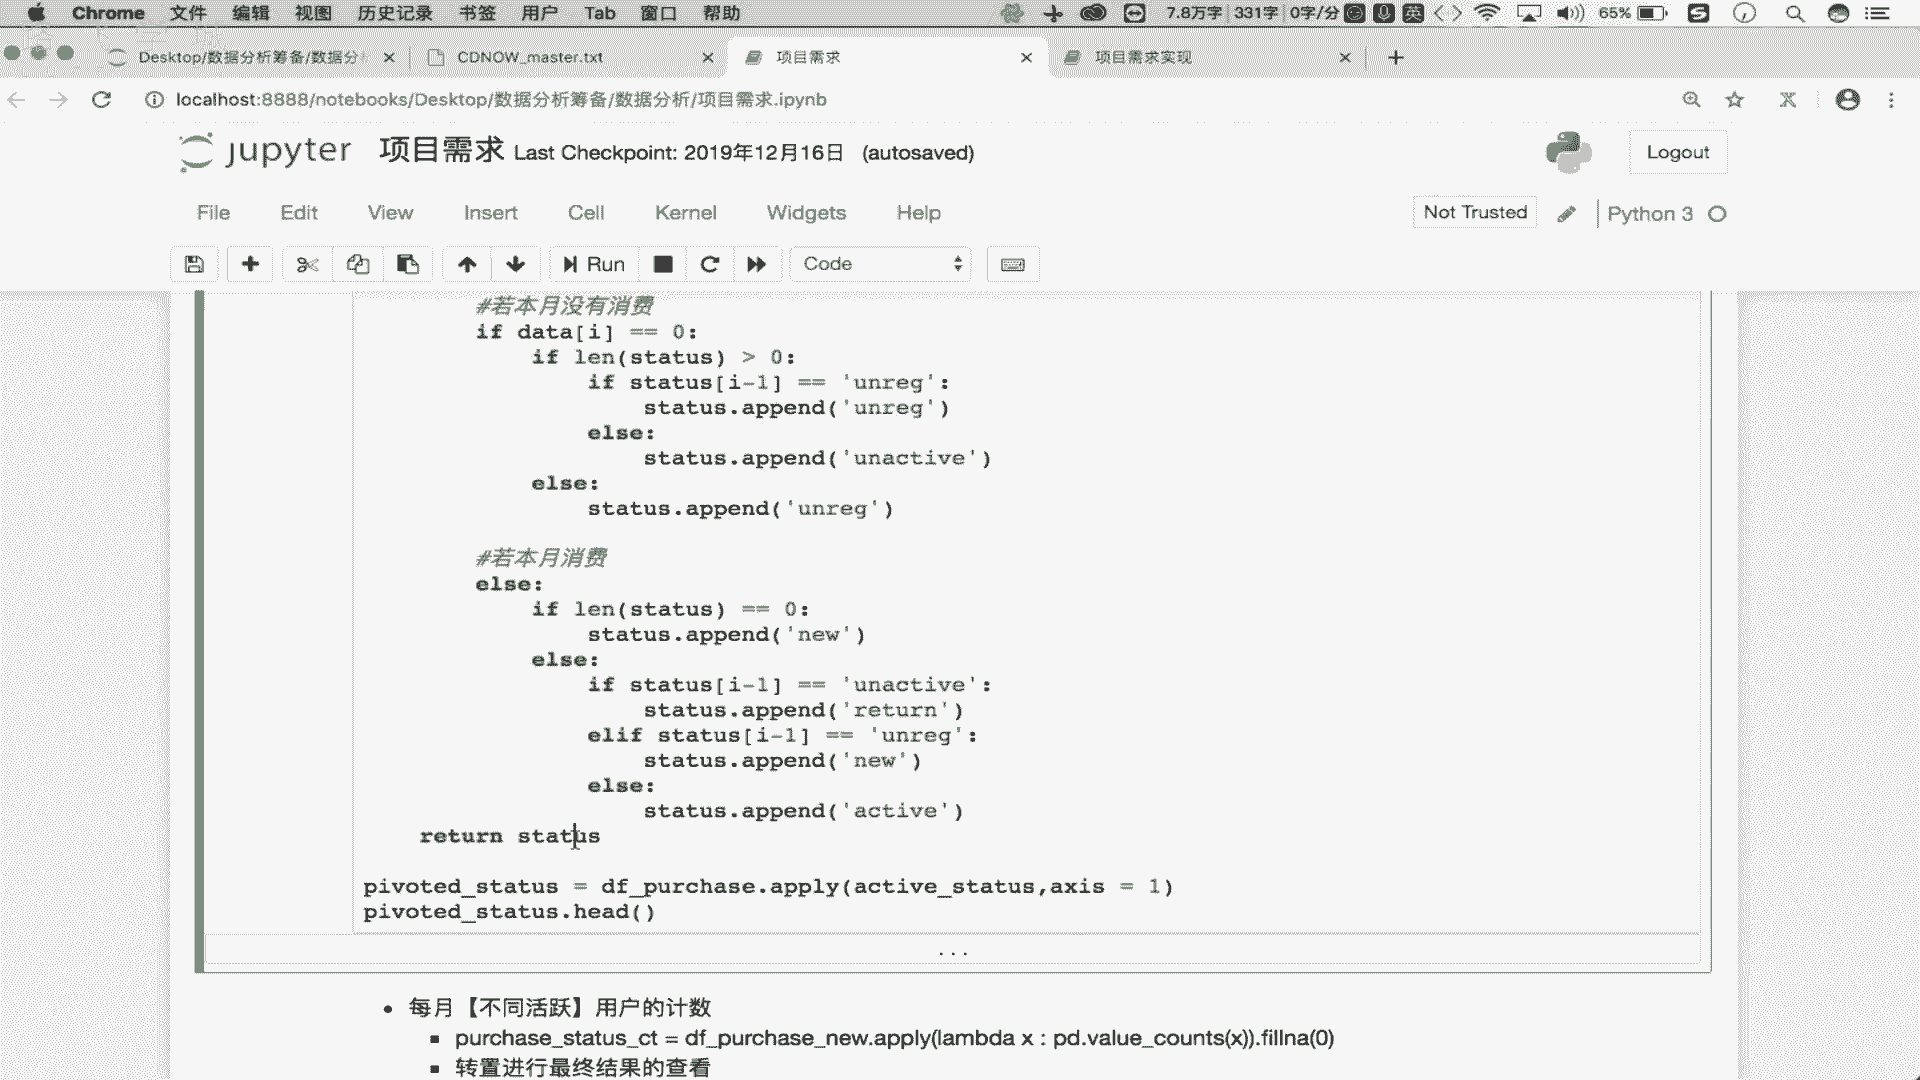 Chrome 文件 编辑 视图 历史记录 书签 用户 Tab 窗口 帮助 7.8万字 331字 0字/分 英 65%
Desktop/数据分析筹备/数据分 CDNOW_master.txt 项目需求 项目需求实现
localhost:8888/notebooks/Desktop/数据分析筹备/数据分析/项目需求.ipynb
jupyter 项目需求 Last Checkpoint: 2019年12月16日 (autosaved) Logout
File Edit View Insert Cell Kernel Widgets Help Not Trusted Python 3
Run Code
#若本月没有消费
if data[i] == 0:
if len(status) > 0:
if status[i-1] == 'unreg':
status.append('unreg')
else:
status.append('unactive')
else:
status.append('unreg')
#若本月消费
else:
if len(status) == 0:
status.append('new')
else:
if status[i-1] == 'unactive':
status.append('return')
elif status[i-1] == 'unreg':
status.append('new')
else:
status.append('active')
return status
pivoted_status = df_purchase.apply(active_status,axis = 1)
pivoted_status.head()
...
每月【不同活跃】用户的计数
purchase_status_ct = df_purchase_new.apply(lambda x : pd.value_counts(x)).fillna(0)
转置进行最终结果的查看